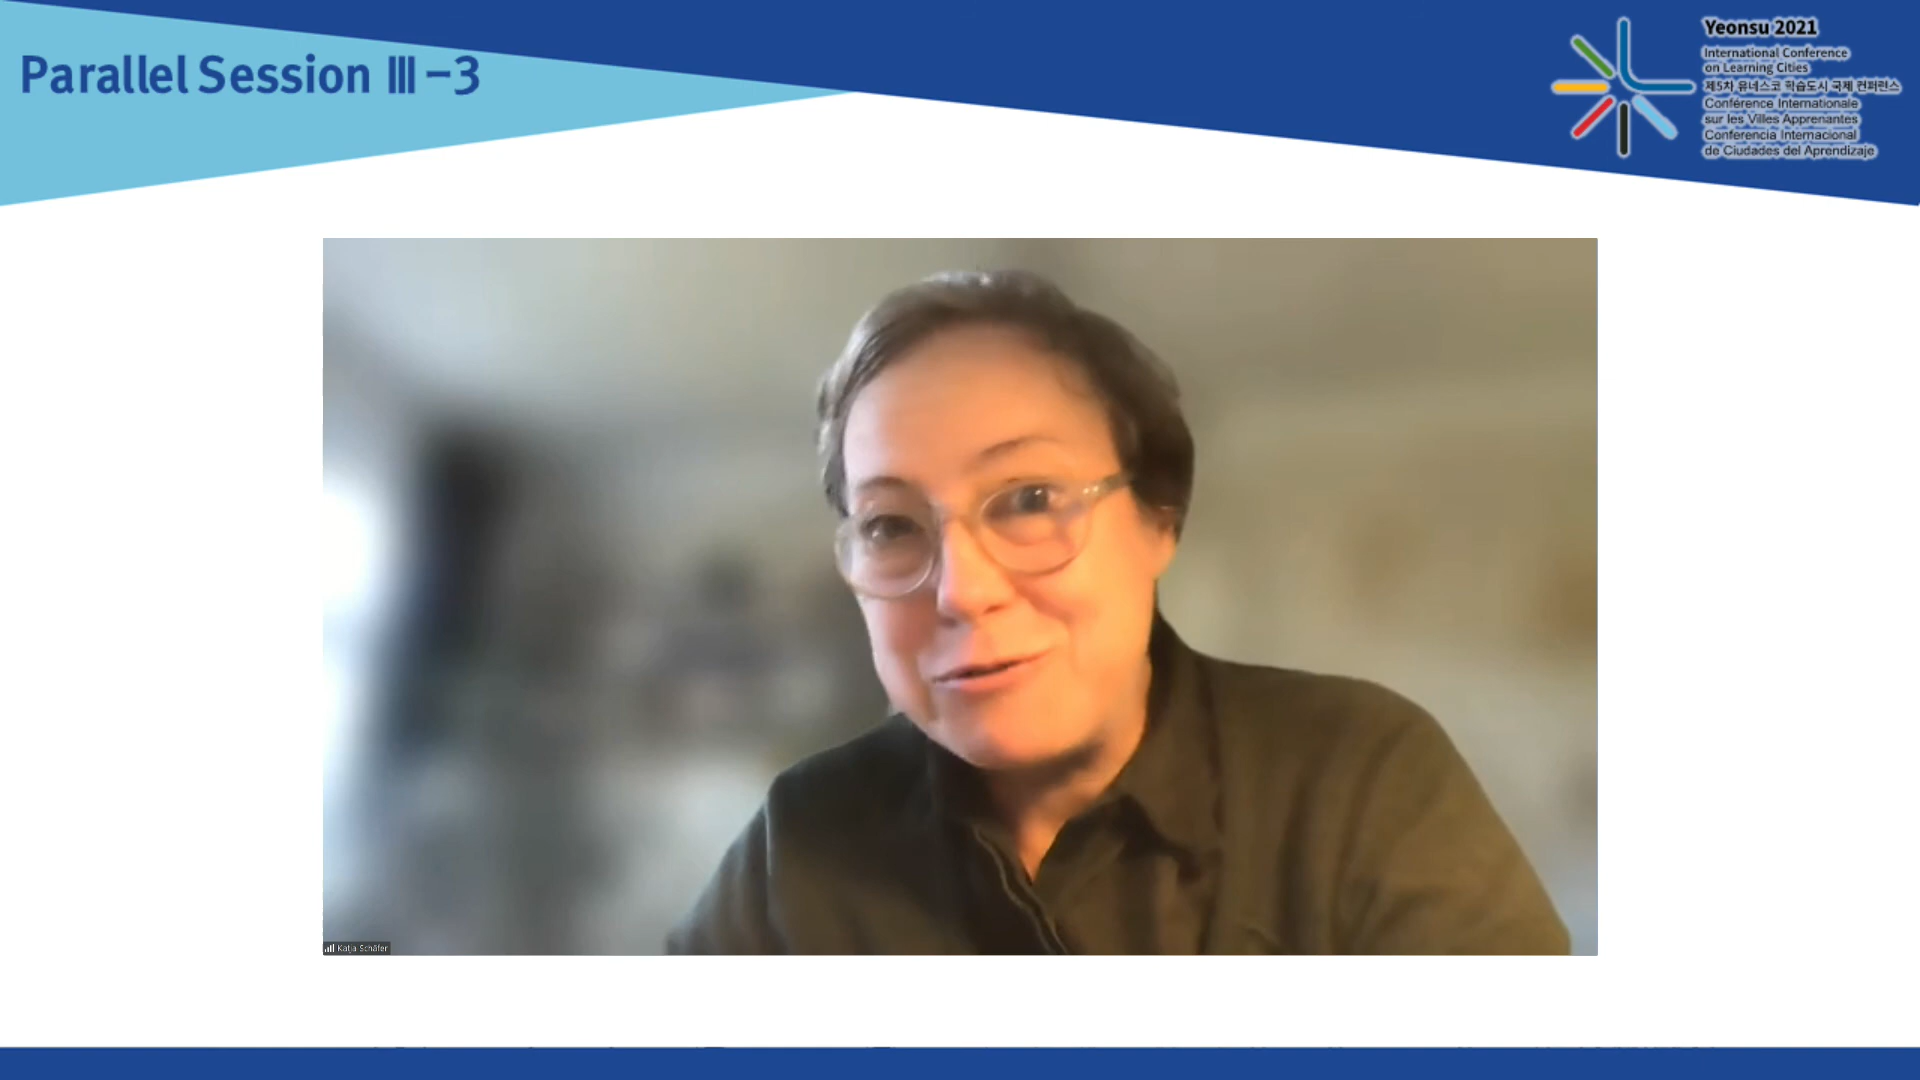 Parallel Session Ⅲ-3
Yeonsu 2021
International Conference
on Learning Cities
제5차 유네스코 학습도시 국제 컨퍼런스
Conférence Internationale
sur les Villes Apprenantes
Conferencia Internacional
de Ciudades del Aprendizaje
Katja Schäfer